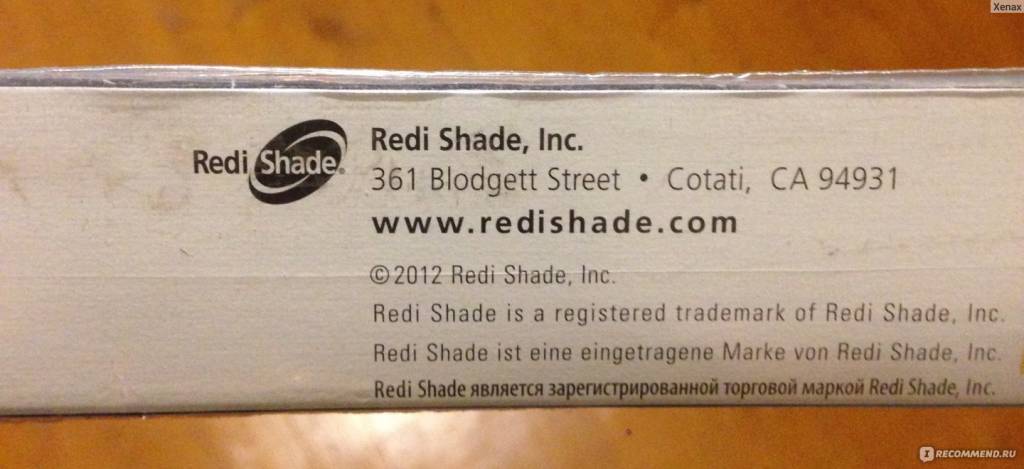 Xenax
Redi Shade®
Redi Shade, Inc.
361 Blodgett Street • Cotati, CA 94931
www.redishade.com
©2012 Redi Shade, Inc.
Redi Shade is a registered trademark of Redi Shade, Inc.
Redi Shade ist eine eingetragene Marke von Redi Shade, Inc.
Redi Shade является зарегистрированной торговой маркой Redi Shade, Inc.
IRECOMMEND.RU